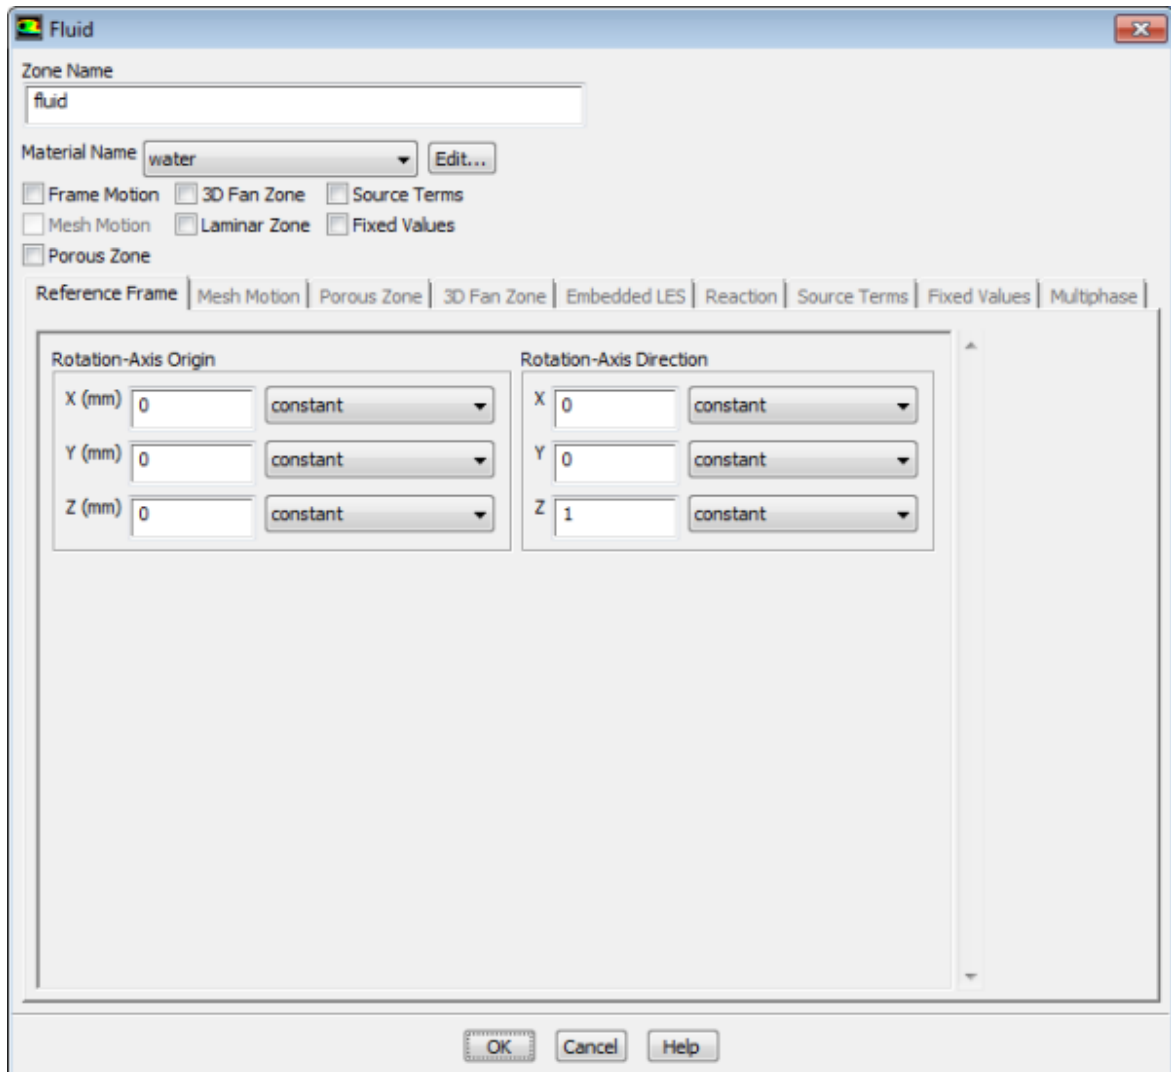 Fluid
Zone Name
fluid
Material Name water Edit...
Frame Motion 3D Fan Zone Source Terms
Mesh Motion Laminar Zone Fixed Values
Porous Zone
Reference Frame Mesh Motion Porous Zone 3D Fan Zone Embedded LES Reaction Source Terms Fixed Values Multiphase
Rotation-Axis Origin Rotation-Axis Direction
X (mm) 0 constant X 0 constant
Y (mm) 0 constant Y 0 constant
Z (mm) 0 constant Z 1 constant
OK Cancel Help